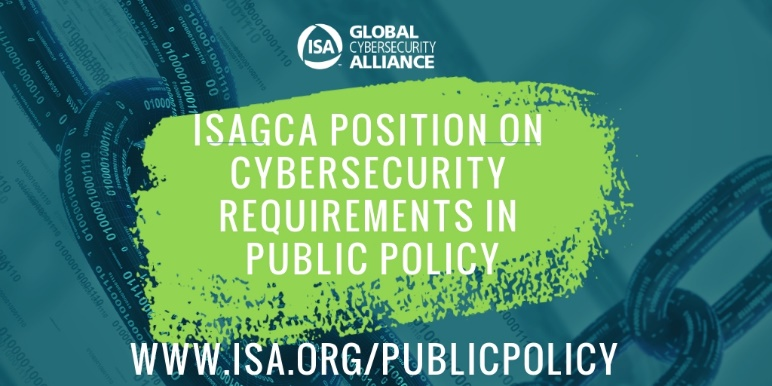 ISA
GLOBAL
CYBERSECURITY
ALLIANCE
ISAGCA POSITION ON
CYBERSECURITY
REQUIREMENTS IN
PUBLIC POLICY
WWW.ISA.ORG/PUBLICPOLICY